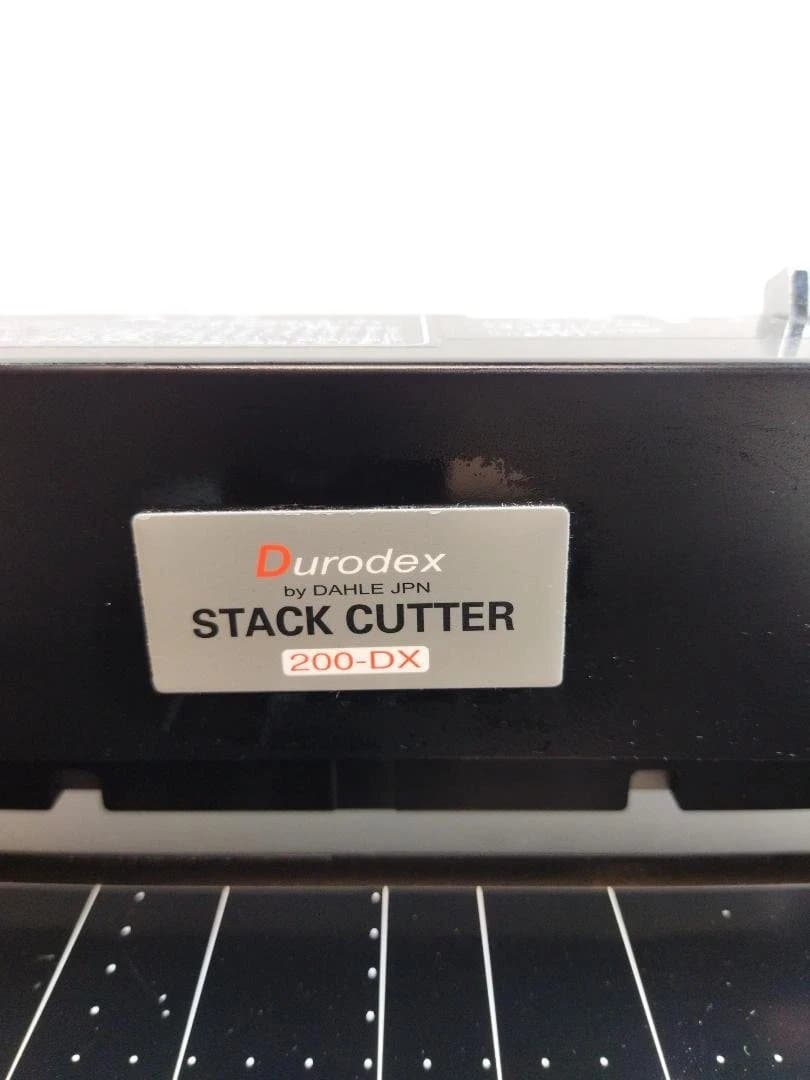 Durodex
by DAHLE JPN
STACK CUTTER
200-DX